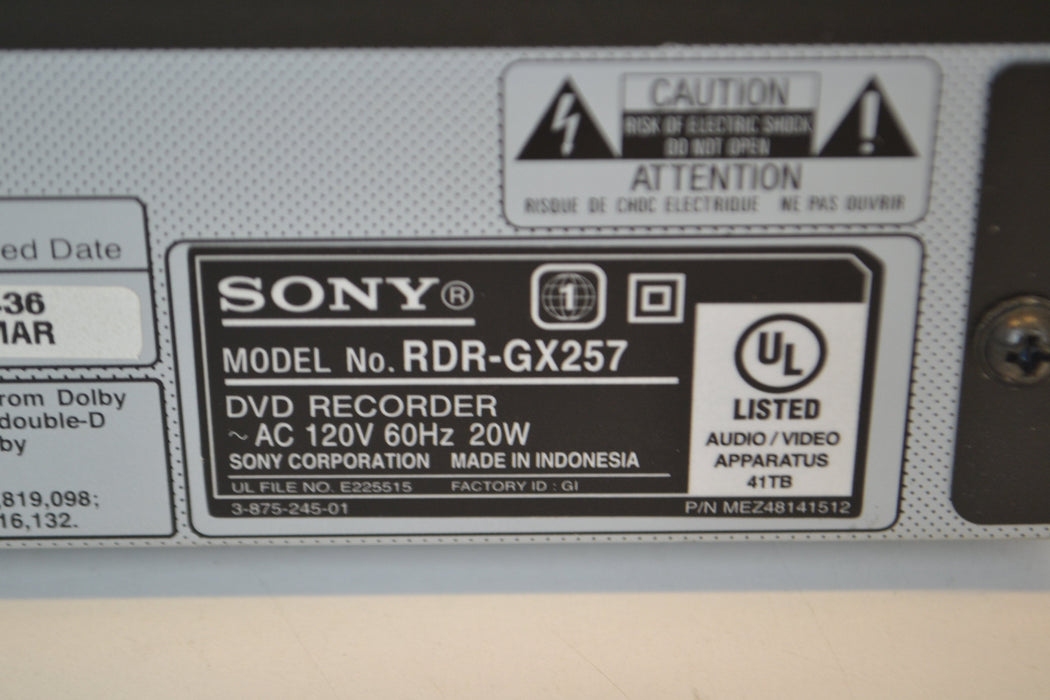 CAUTION
RISK OF ELECTRIC SHOCK
DO NOT OPEN
ATTENTION
RISQUE DE CHOC ELECTRIQUE NE PAS OUVRIR
ed Date
36
MAR
rom Dolby
double-D
by
,819,098;
16,132.
SONY®
1
MODEL No. RDR-GX257
DVD RECORDER
~ AC 120V 60Hz 20W
SONY CORPORATION MADE IN INDONESIA
UL FILE NO. E225515 FACTORY ID : GI
3-875-245-01
P/N MEZ48141512
UL
LISTED
AUDIO / VIDEO
APPARATUS
41TB